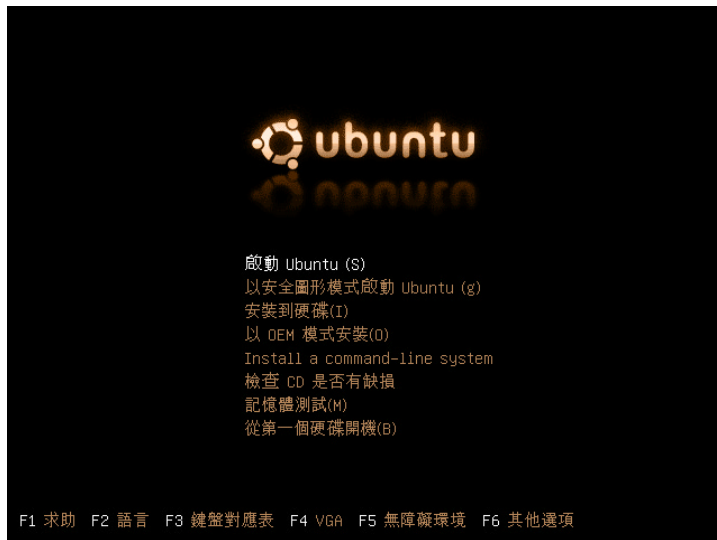 ubuntu
啟動 Ubuntu (S)
以安全圖形模式啟動 Ubuntu (g)
安裝到硬碟(I)
以 OEM 模式安裝(O)
Install a command-line system
檢查 CD 是否有缺損
記憶體測試(M)
從第一個硬碟開機(B)
F1 求助 F2 語言 F3 鍵盤對應表 F4 VGA F5 無障礙環境 F6 其他選項